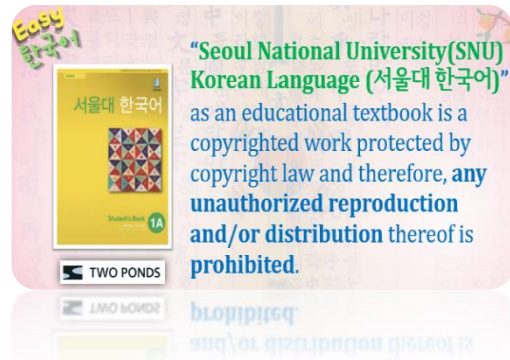 Easy
한국어
서울대 한국어
Student's Book 1A
TWO PONDS
“Seoul National University(SNU)
Korean Language (서울대 한국어)”
as an educational textbook is a
copyrighted work protected by
copyright law and therefore, any
unauthorized reproduction
and/or distribution thereof is
prohibited.